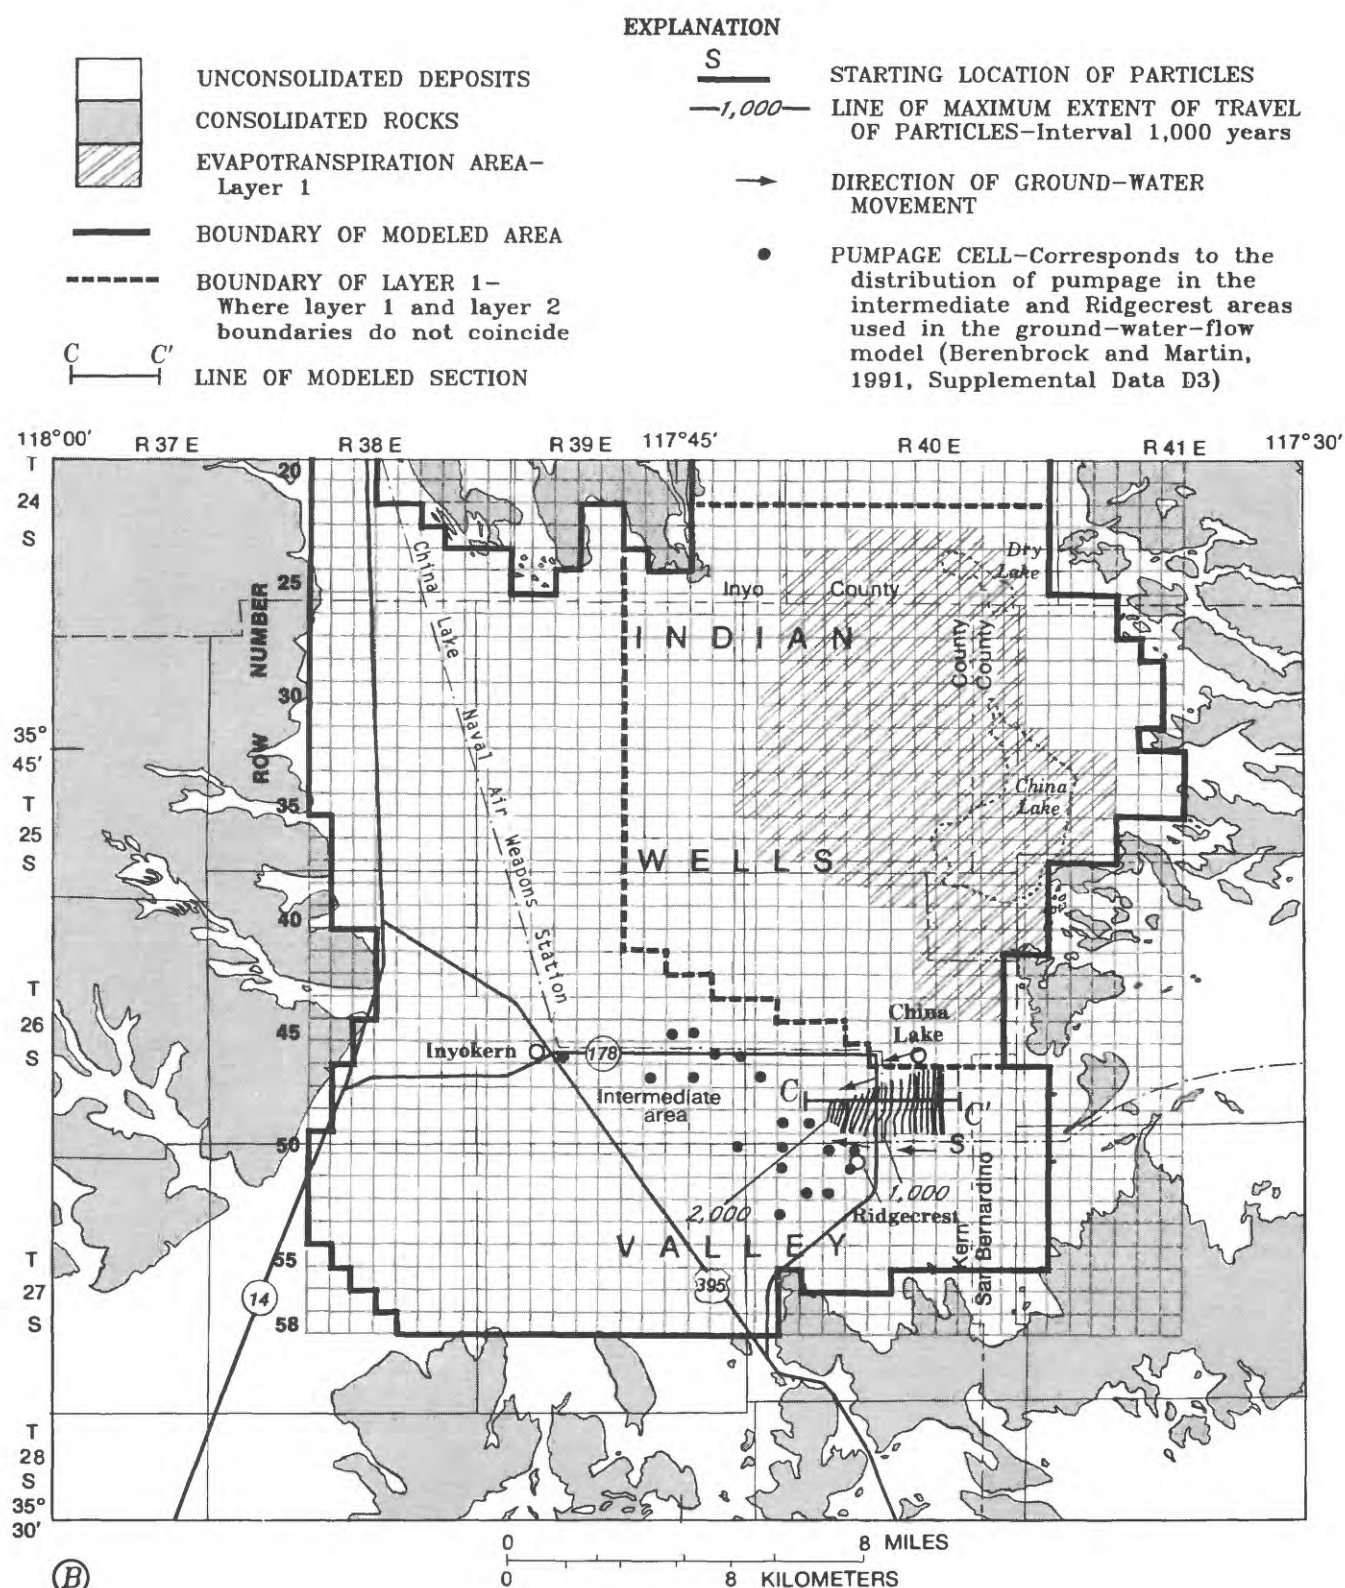 EXPLANATION
UNCONSOLIDATED DEPOSITS
CONSOLIDATED ROCKS
EVAPOTRANSPIRATION AREA–
Layer 1
BOUNDARY OF MODELED AREA
BOUNDARY OF LAYER 1–
Where layer 1 and layer 2
boundaries do not coincide
C C'
LINE OF MODELED SECTION
S
STARTING LOCATION OF PARTICLES
1,000
LINE OF MAXIMUM EXTENT OF TRAVEL
OF PARTICLES–Interval 1,000 years
DIRECTION OF GROUND–WATER
MOVEMENT
PUMPAGE CELL–Corresponds to the
distribution of pumpage in the
intermediate and Ridgecrest areas
used in the ground–water–flow
model (Berenbrock and Martin,
1991, Supplemental Data D3)
118°00' R 37 E R 38 E R 39 E 117°45' R 40 E R 41 E 117°30'
T
24
S
35°
45'
T
25
S
T
26
S
T
27
S
T
28
S
35°
30'
ROW NUMBER
20
25
30
35
40
45
50
55
58
China Lake Naval Air Weapons Station
Dry
Lake
Inyo County
INDIAN
County
County
China
Lake
WELLS
China
Lake
Inyokern
178
Intermediate
area
C C'
S
1,000
2,000
Ridgecrest
VALLEY
Kern
San Bernardino
395
14
0 8 MILES
0 8 KILOMETERS
B